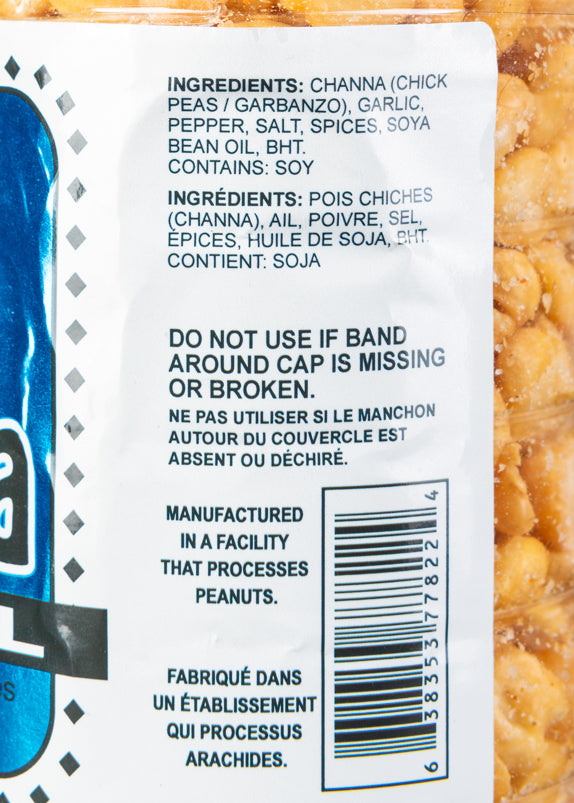 INGREDIENTS: CHANNA (CHICK
PEAS / GARBANZO), GARLIC,
PEPPER, SALT, SPICES, SOYA
BEAN OIL, BHT.
CONTAINS: SOY
INGRÉDIENTS: POIS CHICHES
(CHANNA), AIL, POIVRE, SEL,
ÉPICES, HUILE DE SOJA, BHT.
CONTIENT: SOJA
DO NOT USE IF BAND
AROUND CAP IS MISSING
OR BROKEN.
NE PAS UTILISER SI LE MANCHON
AUTOUR DU COUVERCLE EST
ABSENT OU DÉCHIRÉ.
MANUFACTURED
IN A FACILITY
THAT PROCESSES
PEANUTS.
FABRIQUÉ DANS
UN ÉTABLISSEMENT
QUI PROCESSUS
ARACHIDES.
6 38353 77822 4